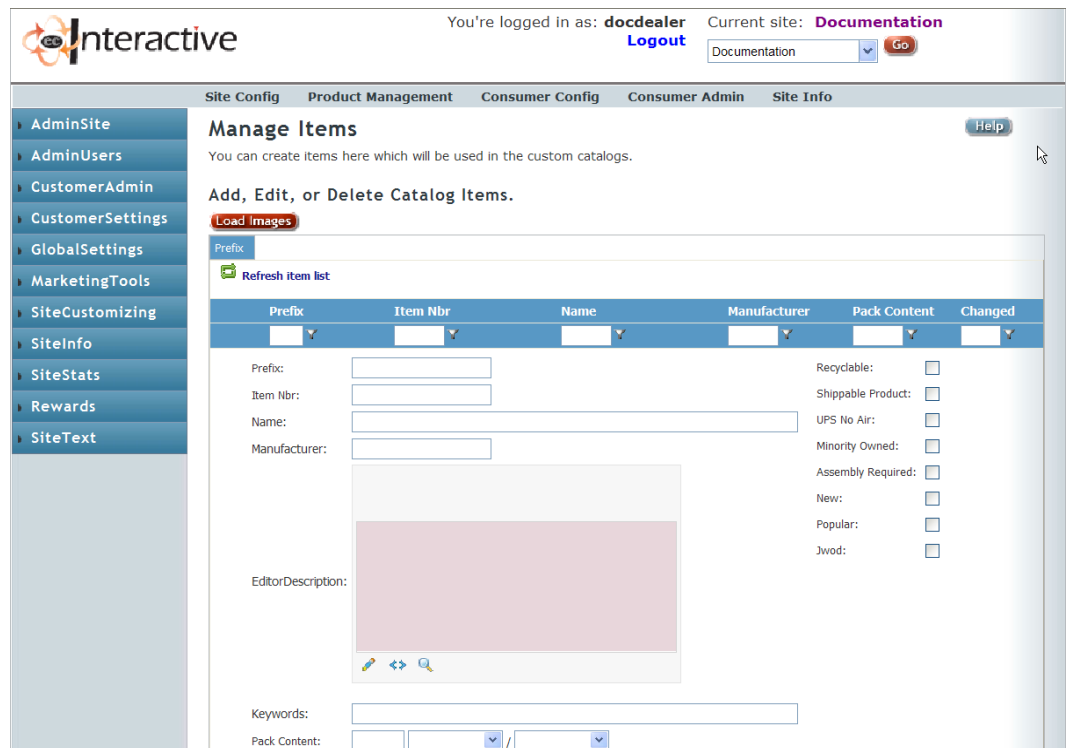 You're logged in as: docdealer Current site: Documentation
ec Interactive
Logout
Documentation Go
Site Config Product Management Consumer Config Consumer Admin Site Info
AdminSite
AdminUsers
CustomerAdmin
CustomerSettings
GlobalSettings
MarketingTools
SiteCustomizing
SiteInfo
SiteStats
Rewards
SiteText
Manage Items Help
You can create items here which will be used in the custom catalogs.
Add, Edit, or Delete Catalog Items.
Load Images
Prefix
Refresh item list
Prefix Item Nbr Name Manufacturer Pack Content Changed
Prefix: Recyclable:
Item Nbr: Shippable Product:
Name: UPS No Air:
Manufacturer: Minority Owned:
Assembly Required:
New:
Popular:
Jwod:
EditorDescription:
Keywords:
Pack Content: /